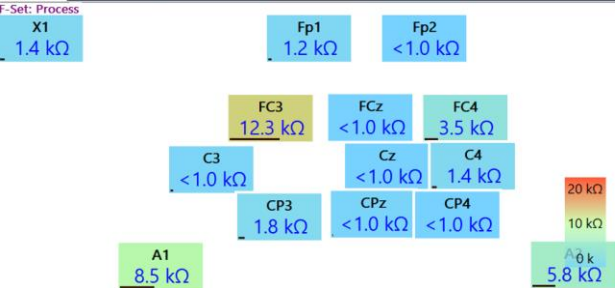 F-Set: Process
X1
1.4 kΩ
Fp1
1.2 kΩ
Fp2
<1.0 kΩ
FC3
12.3 kΩ
FCz
<1.0 kΩ
FC4
3.5 kΩ
C3
<1.0 kΩ
Cz
<1.0 kΩ
C4
1.4 kΩ
CP3
1.8 kΩ
CPz
<1.0 kΩ
CP4
<1.0 kΩ
20 kΩ
10 kΩ
0 k
A1
8.5 kΩ
A2
5.8 kΩ